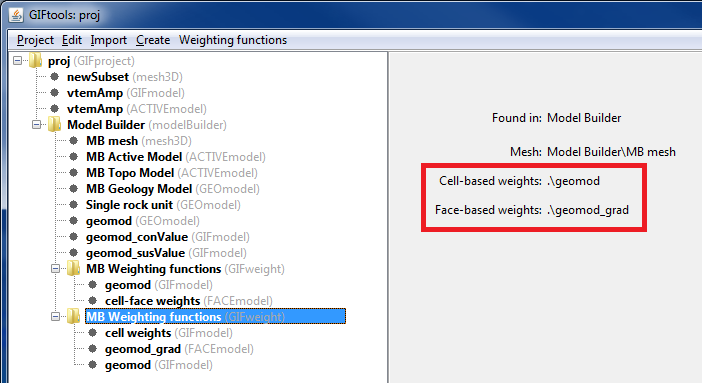 GIFtools: proj
Project Edit Import Create Weighting functions
proj (GIFproject)
newSubset (mesh3D)
vtemAmp (GIFmodel)
vtemAmp (ACTIVEmodel)
Model Builder (modelBuilder)
MB mesh (mesh3D)
MB Active Model (ACTIVEmodel)
MB Topo Model (ACTIVEmodel)
MB Geology Model (GEOmodel)
Single rock unit (GEOmodel)
geomod (GEOmodel)
geomod_conValue (GIFmodel)
geomod_susValue (GIFmodel)
MB Weighting functions (GIFweight)
geomod (GIFmodel)
cell-face weights (FACEmodel)
MB Weighting functions (GIFweight)
cell weights (GIFmodel)
geomod_grad (FACEmodel)
geomod (GIFmodel)
Found in: Model Builder
Mesh: Model Builder\MB mesh
Cell-based weights: .\geomod
Face-based weights: .\geomod_grad